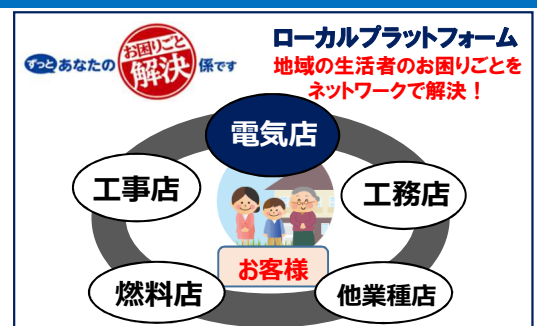 ずっとあなたの お困りごと 解決 係です
ローカルプラットフォーム
地域の生活者のお困りごとを
ネットワークで解決！
電気店
工事店
工務店
お客様
燃料店
他業種店